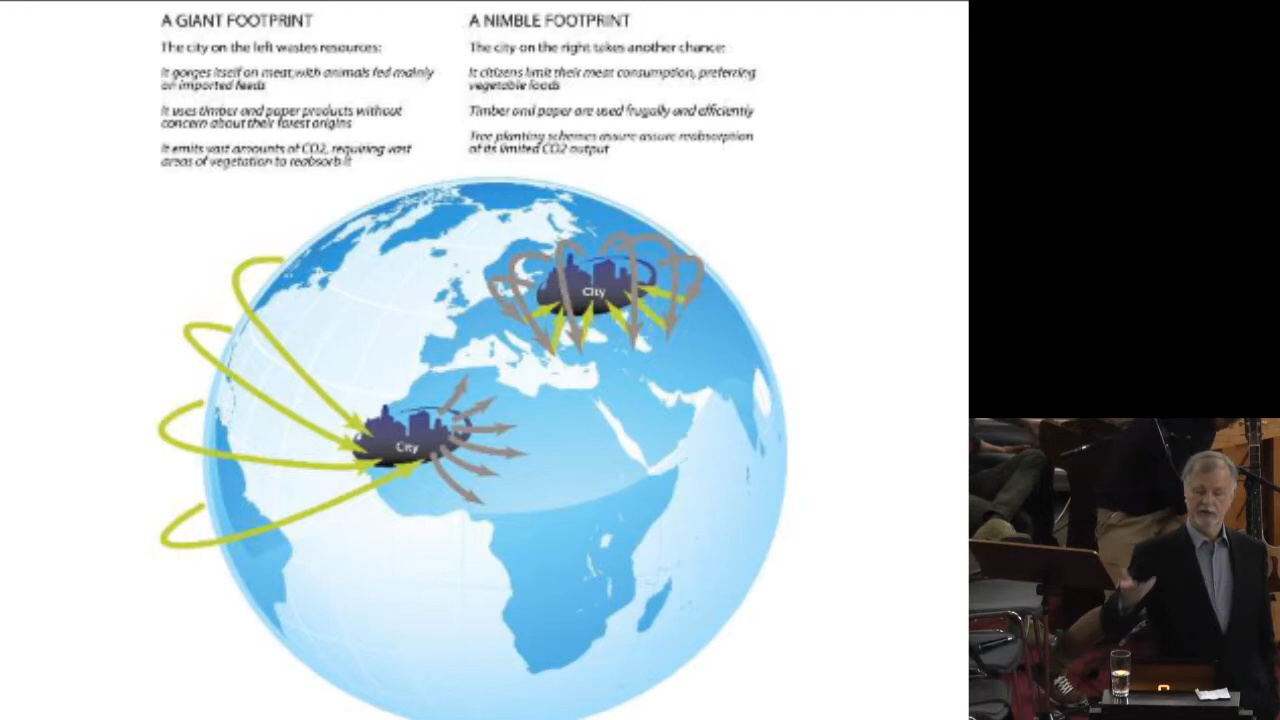 A GIANT FOOTPRINT
The city on the left wastes resources:
It gorges itself on meat, with animals fed mainly
on imported feeds
It uses timber and paper products without
concern about their forest origins
It emits vast amounts of CO2, requiring vast
areas of vegetation to reabsorb it
A NIMBLE FOOTPRINT
The city on the right takes another chance:
It citizens limit their meat consumption, preferring
vegetable foods
Timber and paper are used frugally and efficiently
Tree planting schemes assure assure reabsorption
of its limited CO2 output
City
City